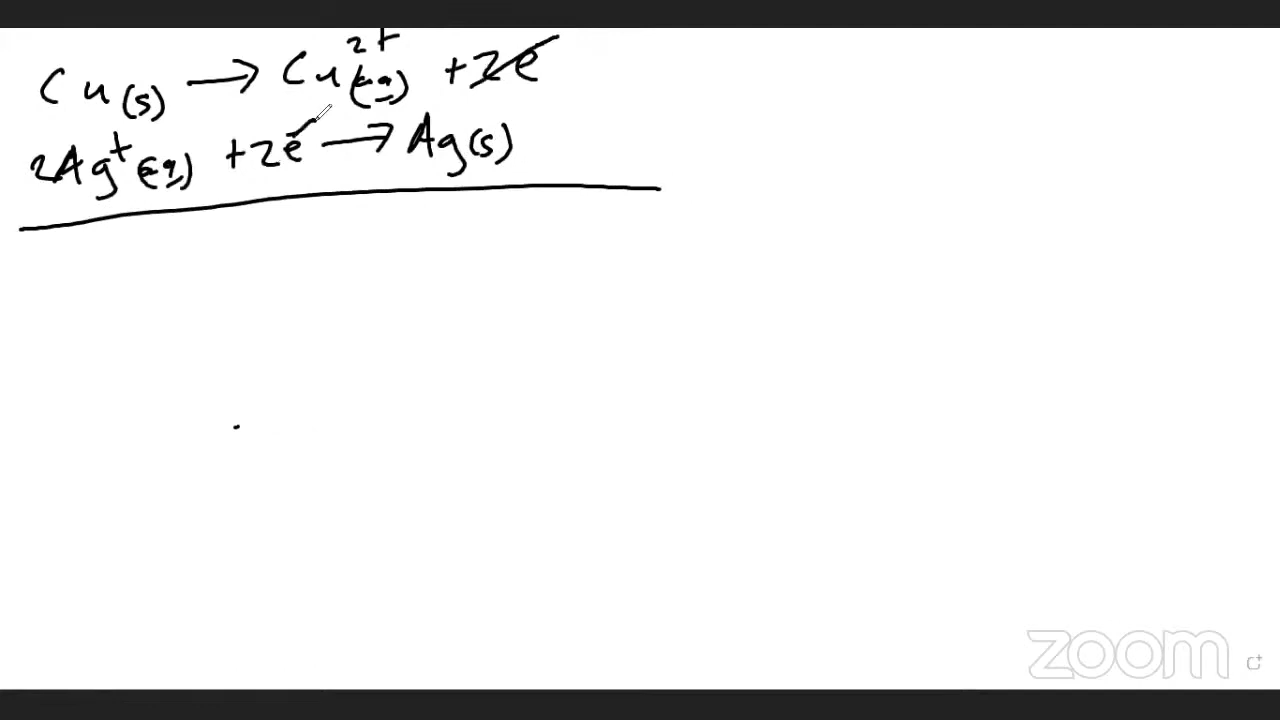 Cu(s) → Cu²⁺(aq) + 2e
2Ag⁺(aq) + 2e → Ag(s)
zoom